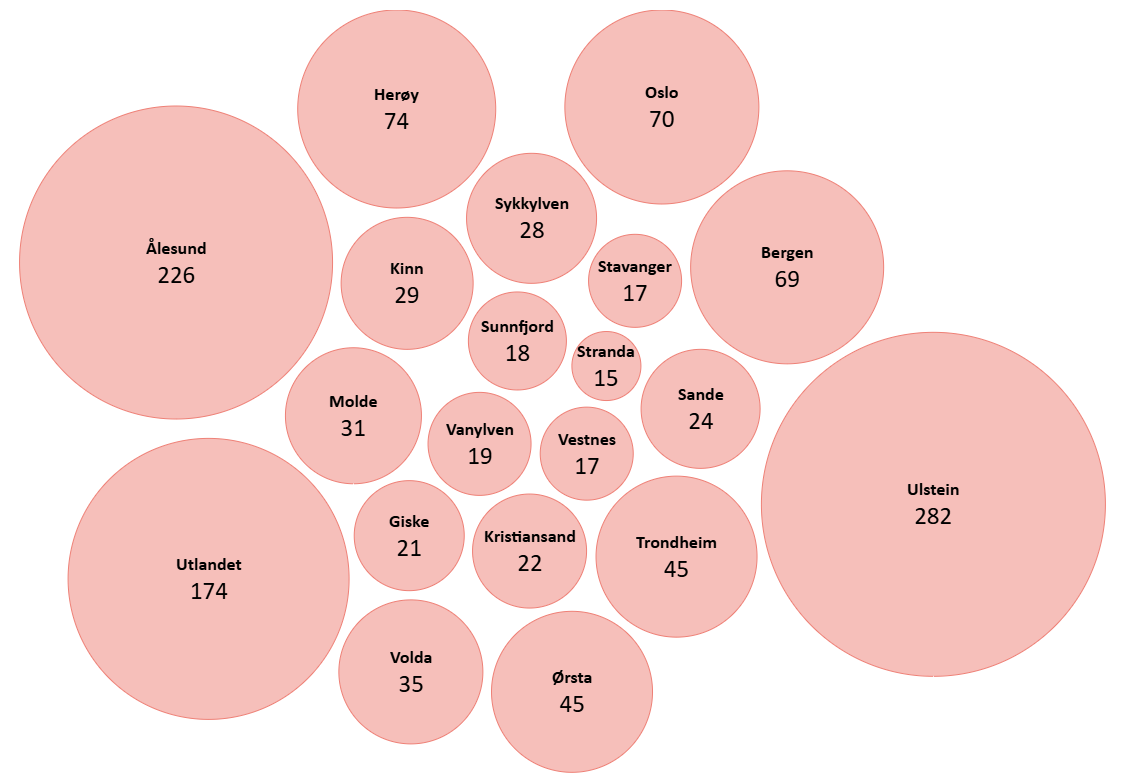 Herøy
74
Oslo
70
Sykkylven
28
Ålesund
226
Bergen
69
Kinn
29
Stavanger
17
Sunnfjord
18
Stranda
15
Molde
31
Sande
24
Vanylven
19
Vestnes
17
Ulstein
282
Giske
21
Kristiansand
22
Trondheim
45
Utlandet
174
Volda
35
Ørsta
45